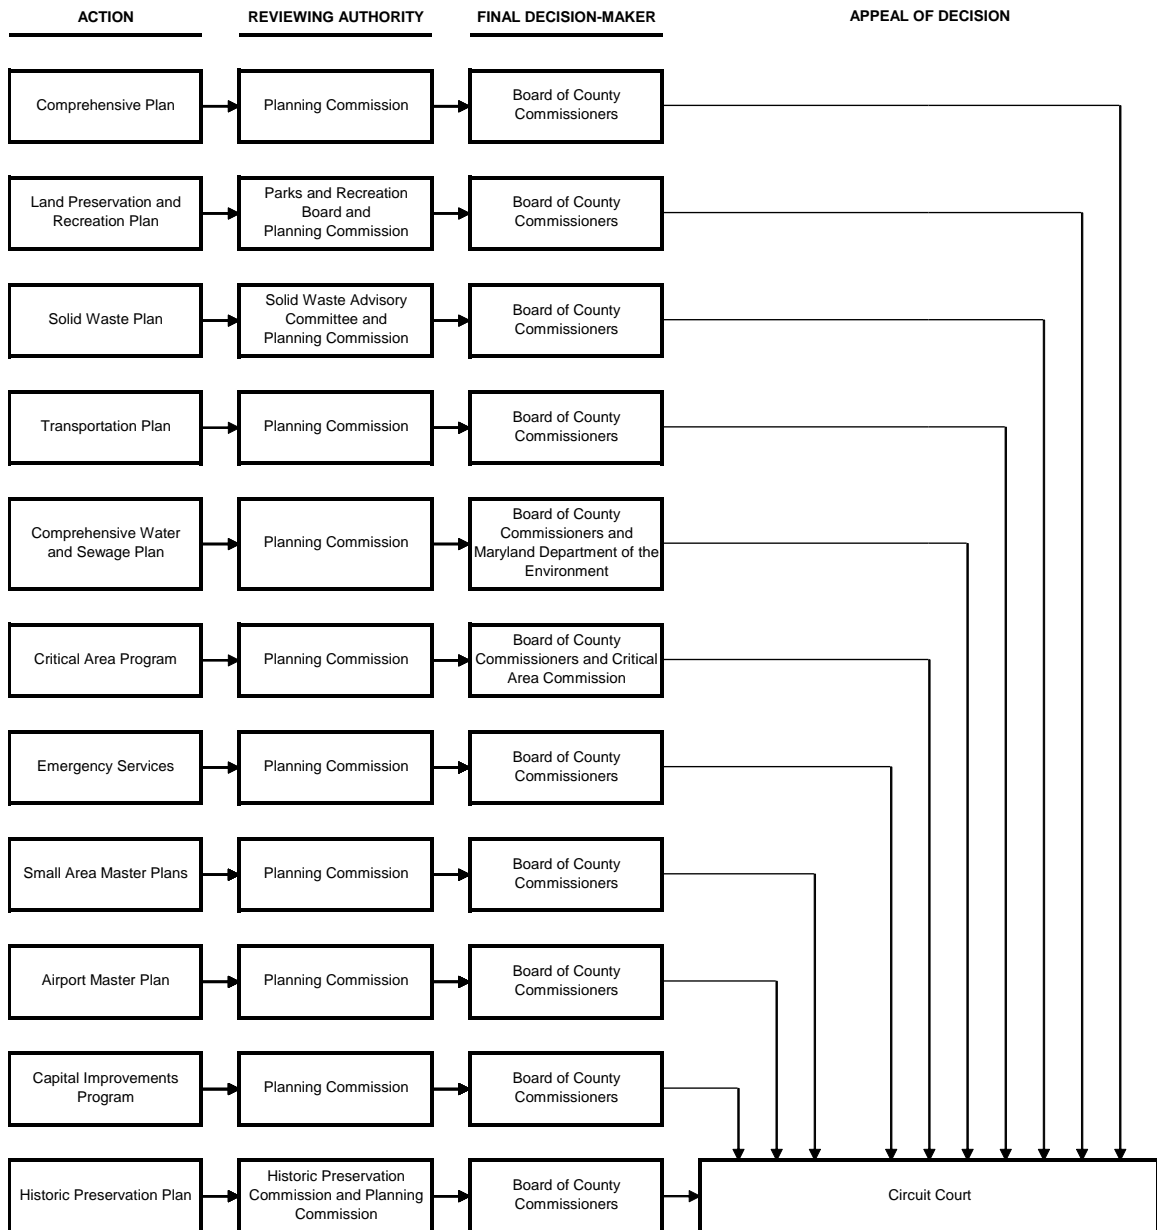 ACTION
REVIEWING AUTHORITY
FINAL DECISION-MAKER
APPEAL OF DECISION
Comprehensive Plan
Planning Commission
Board of County
Commissioners
Land Preservation and
Recreation Plan
Parks and Recreation
Board and
Planning Commission
Board of County
Commissioners
Solid Waste Plan
Solid Waste Advisory
Committee and
Planning Commission
Board of County
Commissioners
Transportation Plan
Planning Commission
Board of County
Commissioners
Comprehensive Water
and Sewage Plan
Planning Commission
Board of County
Commissioners and
Maryland Department of the
Environment
Critical Area Program
Planning Commission
Board of County
Commissioners and Critical
Area Commission
Emergency Services
Planning Commission
Board of County
Commissioners
Small Area Master Plans
Planning Commission
Board of County
Commissioners
Airport Master Plan
Planning Commission
Board of County
Commissioners
Capital Improvements
Program
Planning Commission
Board of County
Commissioners
Historic Preservation Plan
Historic Preservation
Commission and Planning
Commission
Board of County
Commissioners
Circuit Court